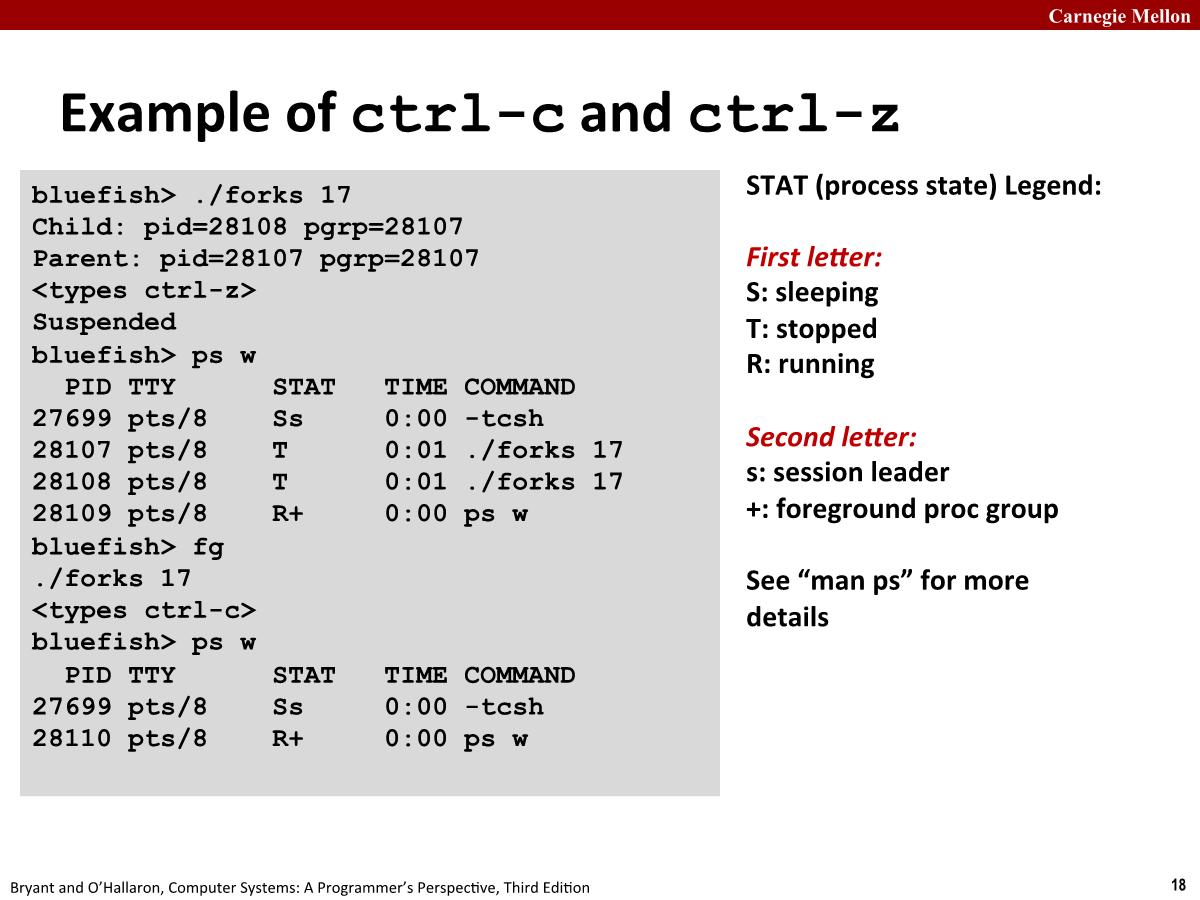 Carnegie Mellon
Example of ctrl-c and ctrl-z
bluefish> ./forks 17
Child: pid=28108 pgrp=28107
Parent: pid=28107 pgrp=28107
<types ctrl-z>
Suspended
bluefish> ps w
  PID TTY      STAT   TIME COMMAND
27699 pts/8    Ss     0:00 -tcsh
28107 pts/8    T      0:01 ./forks 17
28108 pts/8    T      0:01 ./forks 17
28109 pts/8    R+     0:00 ps w
bluefish> fg
./forks 17
<types ctrl-c>
bluefish> ps w
  PID TTY      STAT   TIME COMMAND
27699 pts/8    Ss     0:00 -tcsh
28110 pts/8    R+     0:00 ps w
STAT (process state) Legend:
First letter:
S: sleeping
T: stopped
R: running
Second letter:
s: session leader
+: foreground proc group
See “man ps” for more
details
Bryant and O’Hallaron, Computer Systems: A Programmer’s Perspective, Third Edition
18